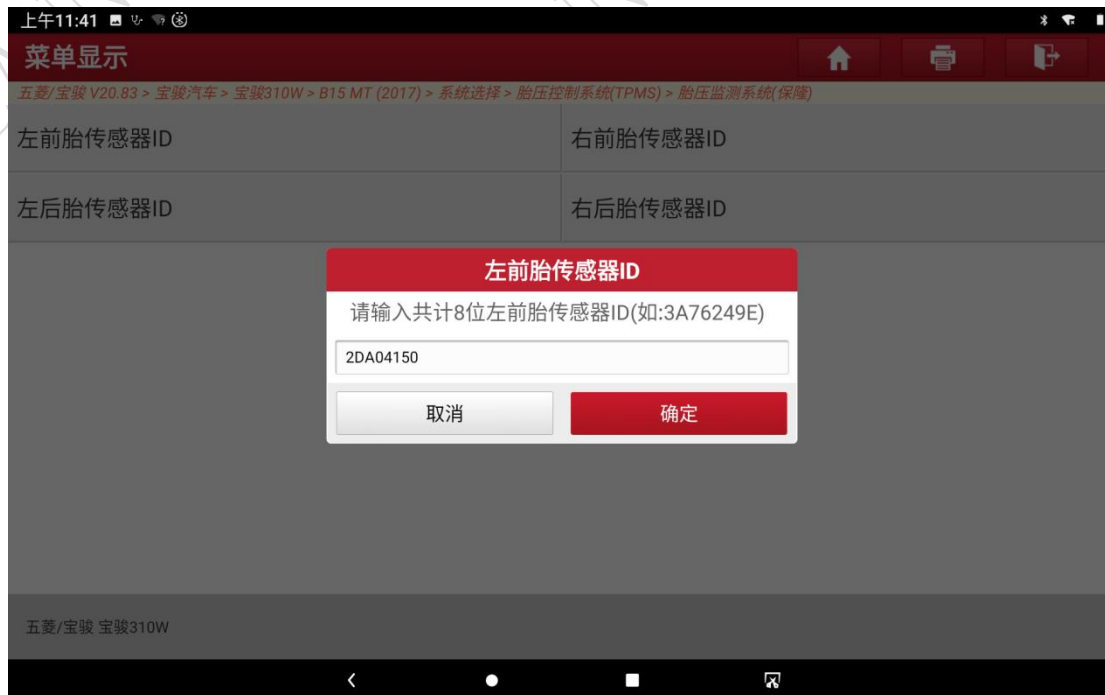 上午11:41
菜单显示
五菱/宝骏 V20.83 > 宝骏汽车 > 宝骏310W > B15 MT (2017) > 系统选择 > 胎压控制系统(TPMS) > 胎压监测系统(保隆)
左前胎传感器ID
右前胎传感器ID
左后胎传感器ID
右后胎传感器ID
左前胎传感器ID
请输入共计8位左前胎传感器ID(如:3A76249E)
2DA04150
取消
确定
五菱/宝骏 宝骏310W